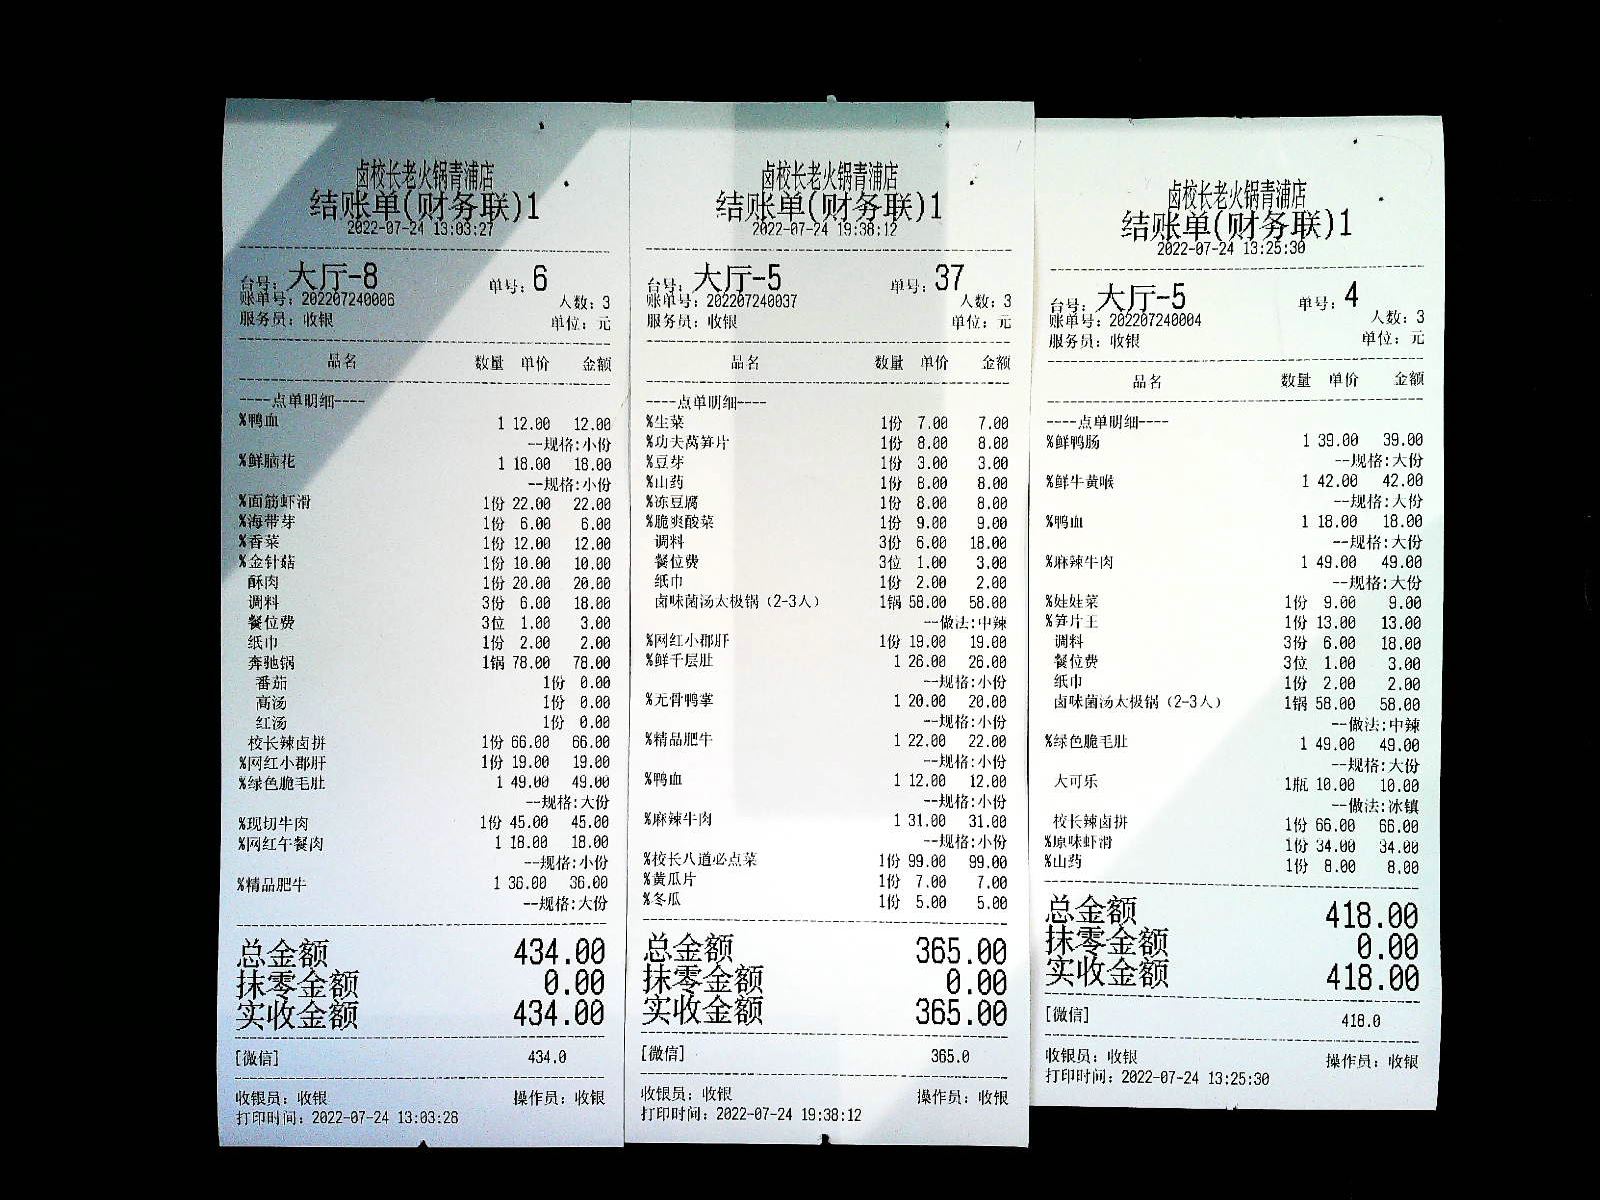 卤校长老火锅青浦店
结账单(财务联)1
2022-07-24 13:03:27
台号: 大厅-8 单号: 6
账单号: 202207240006 人数: 3
服务员: 收银 单位: 元
品名 数量 单价 金额
----点单明细----
%鸭血 1 12.00 12.00
--规格:小份
%鲜脑花 1 18.00 18.00
--规格:小份
%面筋虾滑 1份 22.00 22.00
%海带芽 1份 6.00 6.00
%香菜 1份 12.00 12.00
%金针菇 1份 10.00 10.00
酥肉 1份 20.00 20.00
调料 3份 6.00 18.00
餐位费 3位 1.00 3.00
纸巾 1份 2.00 2.00
奔驰锅 1锅 78.00 78.00
番茄 1份 0.00
高汤 1份 0.00
红汤 1份 0.00
校长辣卤拼 1份 66.00 66.00
%网红小郡肝 1份 19.00 19.00
%绿色脆毛肚 1 49.00 49.00
--规格:大份
%现切牛肉 1份 45.00 45.00
%网红午餐肉 1 18.00 18.00
--规格:小份
%精品肥牛 1 36.00 36.00
--规格:大份
总金额 434.00
抹零金额 0.00
实收金额 434.00
[微信] 434.0
收银员: 收银 操作员: 收银
打印时间: 2022-07-24 13:03:28
卤校长老火锅青浦店
结账单(财务联)1
2022-07-24 19:38:12
台号: 大厅-5 单号: 37
账单号: 202207240037 人数: 3
服务员: 收银 单位: 元
品名 数量 单价 金额
----点单明细----
%生菜 1份 7.00 7.00
%功夫莴笋片 1份 8.00 8.00
%豆芽 1份 3.00 3.00
%山药 1份 8.00 8.00
%冻豆腐 1份 8.00 8.00
%脆爽酸菜 1份 9.00 9.00
调料 3份 6.00 18.00
餐位费 3位 1.00 3.00
纸巾 1份 2.00 2.00
卤味菌汤太极锅（2-3人） 1锅 58.00 58.00
--做法:中辣
%网红小郡肝 1份 19.00 19.00
%鲜千层肚 1 26.00 26.00
--规格:小份
%无骨鸭掌 1 20.00 20.00
--规格:小份
%精品肥牛 1 22.00 22.00
--规格:小份
%鸭血 1 12.00 12.00
--规格:小份
%麻辣牛肉 1 31.00 31.00
--规格:小份
%校长八道必点菜 1份 99.00 99.00
%黄瓜片 1份 7.00 7.00
%冬瓜 1份 5.00 5.00
总金额 365.00
抹零金额 0.00
实收金额 365.00
[微信] 365.0
收银员: 收银 操作员: 收银
打印时间: 2022-07-24 19:38:12
卤校长老火锅青浦店
结账单(财务联)1
2022-07-24 13:25:30
台号: 大厅-5 单号: 4
账单号: 202207240004 人数: 3
服务员: 收银 单位: 元
品名 数量 单价 金额
----点单明细----
%鲜鸭肠 1 39.00 39.00
--规格:大份
%鲜牛黄喉 1 42.00 42.00
--规格:大份
%鸭血 1 18.00 18.00
--规格:大份
%麻辣牛肉 1 49.00 49.00
--规格:大份
%娃娃菜 1份 9.00 9.00
%笋片王 1份 13.00 13.00
调料 3份 6.00 18.00
餐位费 3位 1.00 3.00
纸巾 1份 2.00 2.00
卤味菌汤太极锅（2-3人） 1锅 58.00 58.00
--做法:中辣
%绿色脆毛肚 1 49.00 49.00
--规格:大份
大可乐 1瓶 10.00 10.00
--做法:冰镇
校长辣卤拼 1份 66.00 66.00
%原味虾滑 1份 34.00 34.00
%山药 1份 8.00 8.00
总金额 418.00
抹零金额 0.00
实收金额 418.00
[微信] 418.0
收银员: 收银 操作员: 收银
打印时间: 2022-07-24 13:25:30